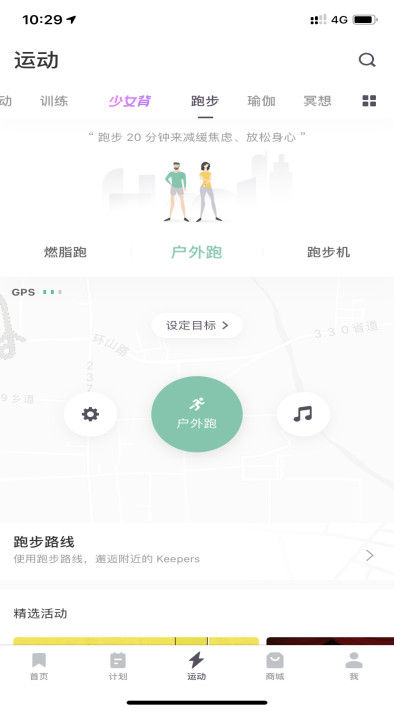 10:29
4G
运动
动 训练 少女背 跑步 瑜伽 冥想
“ 跑步 20 分钟来减缓焦虑、放松身心 ”
燃脂跑 户外跑 跑步机
GPS
设定目标
环山路
330省道
237
9乡道
户外跑
跑步路线
使用跑步路线，邂逅附近的 Keepers
精选活动
首页 计划 运动 商城 我